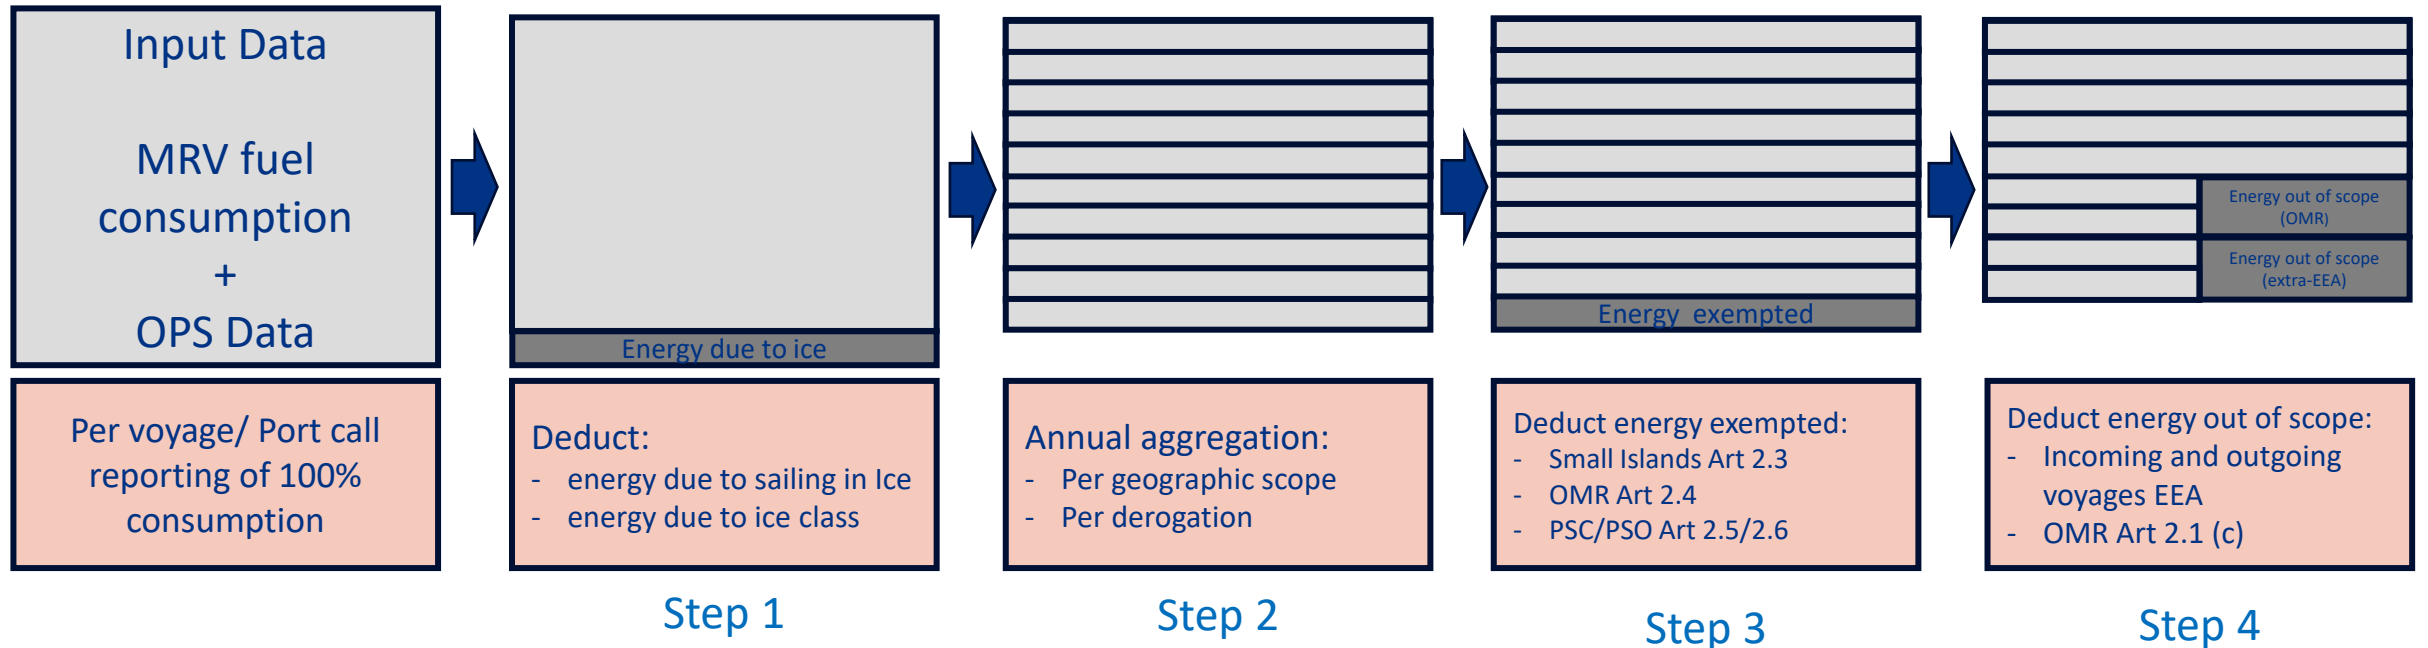 Input Data
MRV fuel
consumption
+
OPS Data
Per voyage/ Port call
reporting of 100%
consumption
Energy due to ice
Deduct:
- energy due to sailing in Ice
- energy due to ice class
Step 1
Annual aggregation:
- Per geographic scope
- Per derogation
Step 2
Energy exempted
Deduct energy exempted:
- Small Islands Art 2.3
- OMR Art 2.4
- PSC/PSO Art 2.5/2.6
Step 3
Energy out of scope
(OMR)
Energy out of scope
(extra-EEA)
Deduct energy out of scope:
- Incoming and outgoing
voyages EEA
- OMR Art 2.1 (c)
Step 4